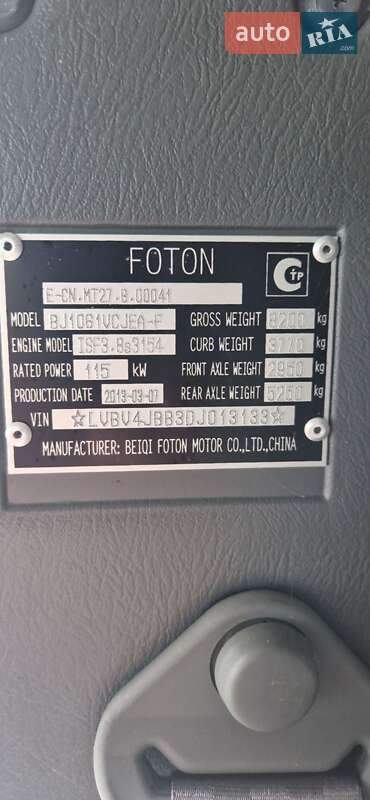 auto RIA.com
FOTON
CTP
E-CN.MT27.B.00041
MODEL BJ1061VCJEA-F GROSS WEIGHT 8200 kg
ENGINE MODEL ISF3.8s3154 CURB WEIGHT 3770 kg
RATED POWER 115 kW FRONT AXLE WEIGHT 2950 kg
PRODUCTION DATE 2013-03-07 REAR AXLE WEIGHT 5250 kg
VIN ☆LVBV4JBB3DJ013133☆
MANUFACTURER: BEIQI FOTON MOTOR CO.,LTD.,CHINA